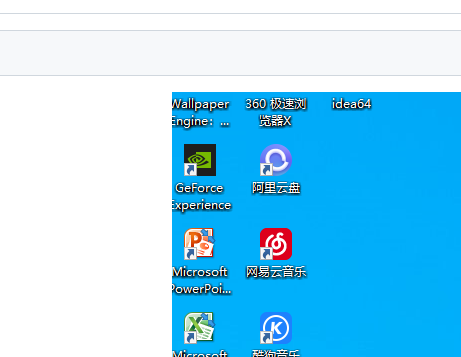 Wallpaper
Engine：...
360 极速浏
览器X
idea64
GeForce
Experience
阿里云盘
Microsoft
PowerPoi...
网易云音乐
Microsoft
酷狗音乐